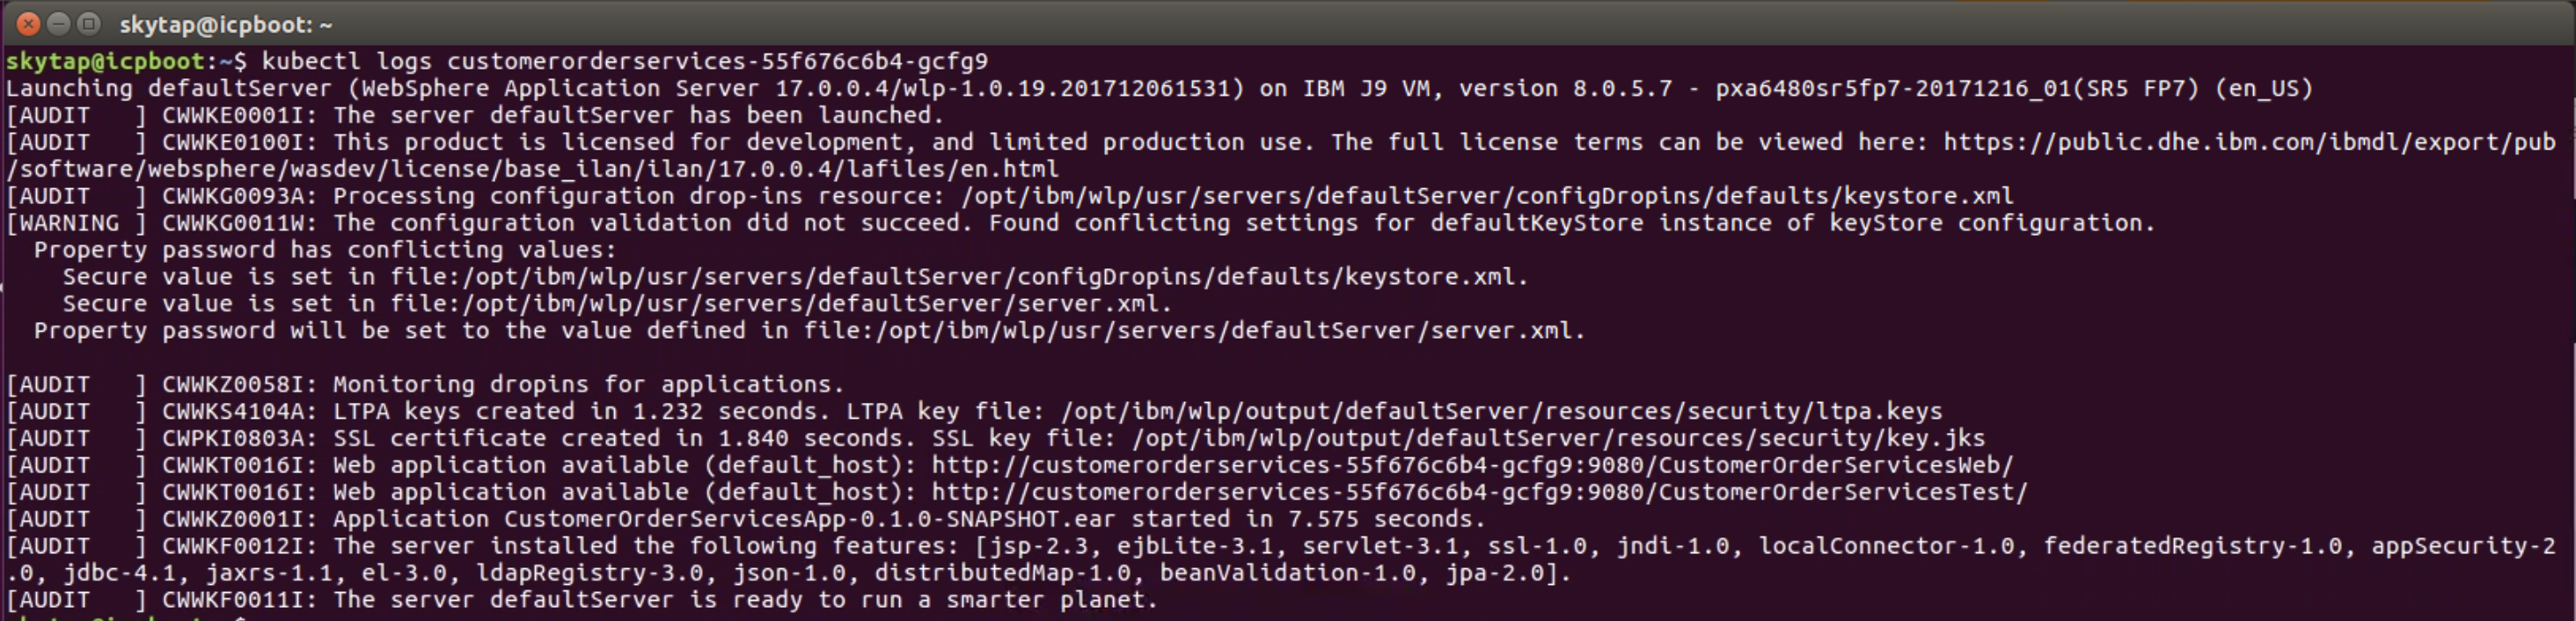 skytap@icpboot: ~
skytap@icpboot:~$ kubectl logs customerorderservices-55f676c6b4-gcfg9
Launching defaultServer (WebSphere Application Server 17.0.0.4/wlp-1.0.19.201712061531) on IBM J9 VM, version 8.0.5.7 - pxa6480sr5fp7-20171216_01(SR5 FP7) (en_US)
[AUDIT   ] CWWKE0001I: The server defaultServer has been launched.
[AUDIT   ] CWWKE0100I: This product is licensed for development, and limited production use. The full license terms can be viewed here: https://public.dhe.ibm.com/ibmdl/export/pub
/software/websphere/wasdev/license/base_ilan/ilan/17.0.0.4/lafiles/en.html
[AUDIT   ] CWWKG0093A: Processing configuration drop-ins resource: /opt/ibm/wlp/usr/servers/defaultServer/configDropins/defaults/keystore.xml
[WARNING ] CWWKG0011W: The configuration validation did not succeed. Found conflicting settings for defaultKeyStore instance of keyStore configuration.
  Property password has conflicting values:
    Secure value is set in file:/opt/ibm/wlp/usr/servers/defaultServer/configDropins/defaults/keystore.xml.
    Secure value is set in file:/opt/ibm/wlp/usr/servers/defaultServer/server.xml.
  Property password will be set to the value defined in file:/opt/ibm/wlp/usr/servers/defaultServer/server.xml.
[AUDIT   ] CWWKZ0058I: Monitoring dropins for applications.
[AUDIT   ] CWWKS4104A: LTPA keys created in 1.232 seconds. LTPA key file: /opt/ibm/wlp/output/defaultServer/resources/security/ltpa.keys
[AUDIT   ] CWPKI0803A: SSL certificate created in 1.840 seconds. SSL key file: /opt/ibm/wlp/output/defaultServer/resources/security/key.jks
[AUDIT   ] CWWKT0016I: Web application available (default_host): http://customerorderservices-55f676c6b4-gcfg9:9080/CustomerOrderServicesWeb/
[AUDIT   ] CWWKT0016I: Web application available (default_host): http://customerorderservices-55f676c6b4-gcfg9:9080/CustomerOrderServicesTest/
[AUDIT   ] CWWKZ0001I: Application CustomerOrderServicesApp-0.1.0-SNAPSHOT.ear started in 7.575 seconds.
[AUDIT   ] CWWKF0012I: The server installed the following features: [jsp-2.3, ejbLite-3.1, servlet-3.1, ssl-1.0, jndi-1.0, localConnector-1.0, federatedRegistry-1.0, appSecurity-2
.0, jdbc-4.1, jaxrs-1.1, el-3.0, ldapRegistry-3.0, json-1.0, distributedMap-1.0, beanValidation-1.0, jpa-2.0].
[AUDIT   ] CWWKF0011I: The server defaultServer is ready to run a smarter planet.